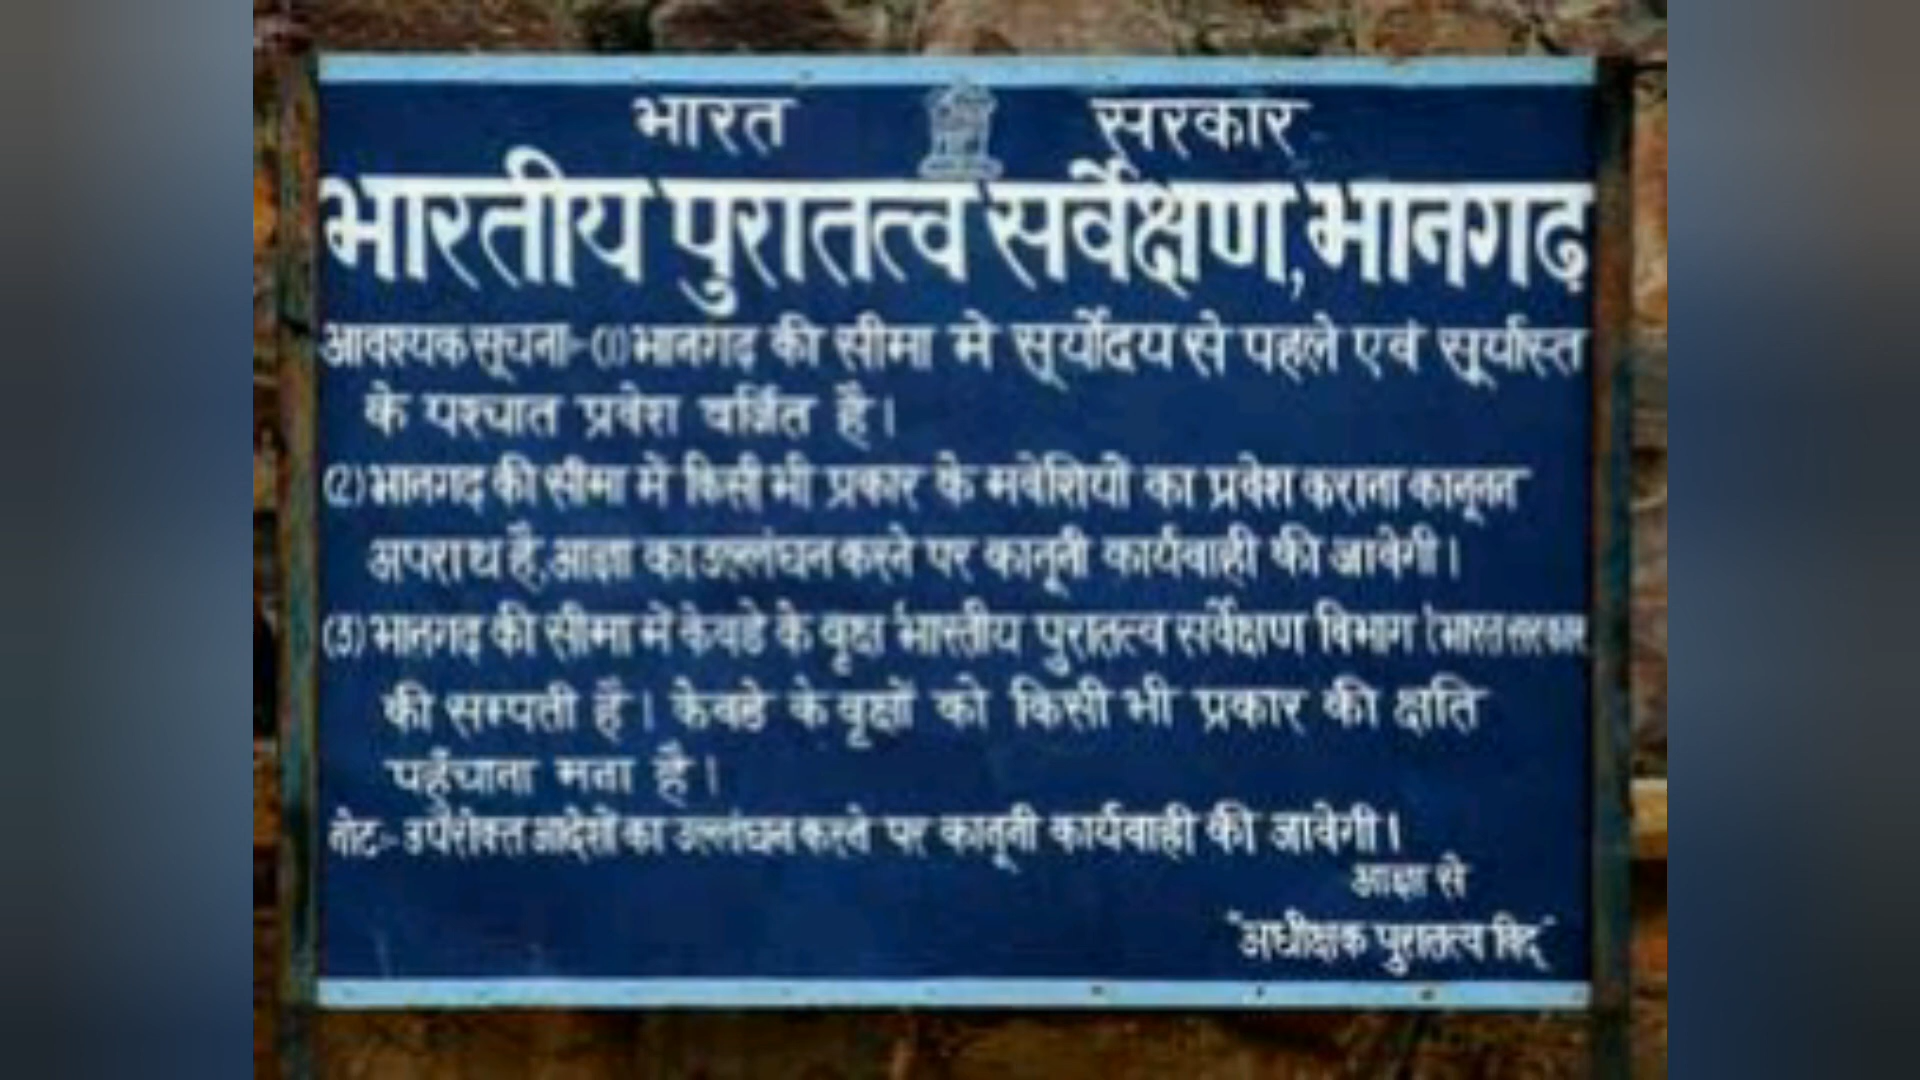 भारत सरकार
भारतीय पुरातत्व सर्वेक्षण, भानगढ़
आवश्यक सूचना:- (1) भानगढ़ की सीमा मे सूर्योदय से पहले एवं सूर्यास्त
के पश्चात प्रवेश वर्जित है।
(2) भानगढ की सीमा में किसी भी प्रकार के मवेशियों का प्रवेश कराना कानूनन
अपराध है, आज्ञा का उल्लंघन करने पर कानूनी कार्यवाही की जावेगी।
(3) भानगढ की सीमा में केवडे के वृक्ष भारतीय पुरातत्व सर्वेक्षण विभाग (भारत सरकार
की सम्पती है। केवडे के वृक्षों को किसी भी प्रकार की क्षति
पहुँचाना मना है।
नोट:- उपरोक्त आदेशों का उल्लंघन करने पर कानूनी कार्यवाही की जावेगी।
आज्ञा से
"अधीक्षक पुरातत्व विद्"